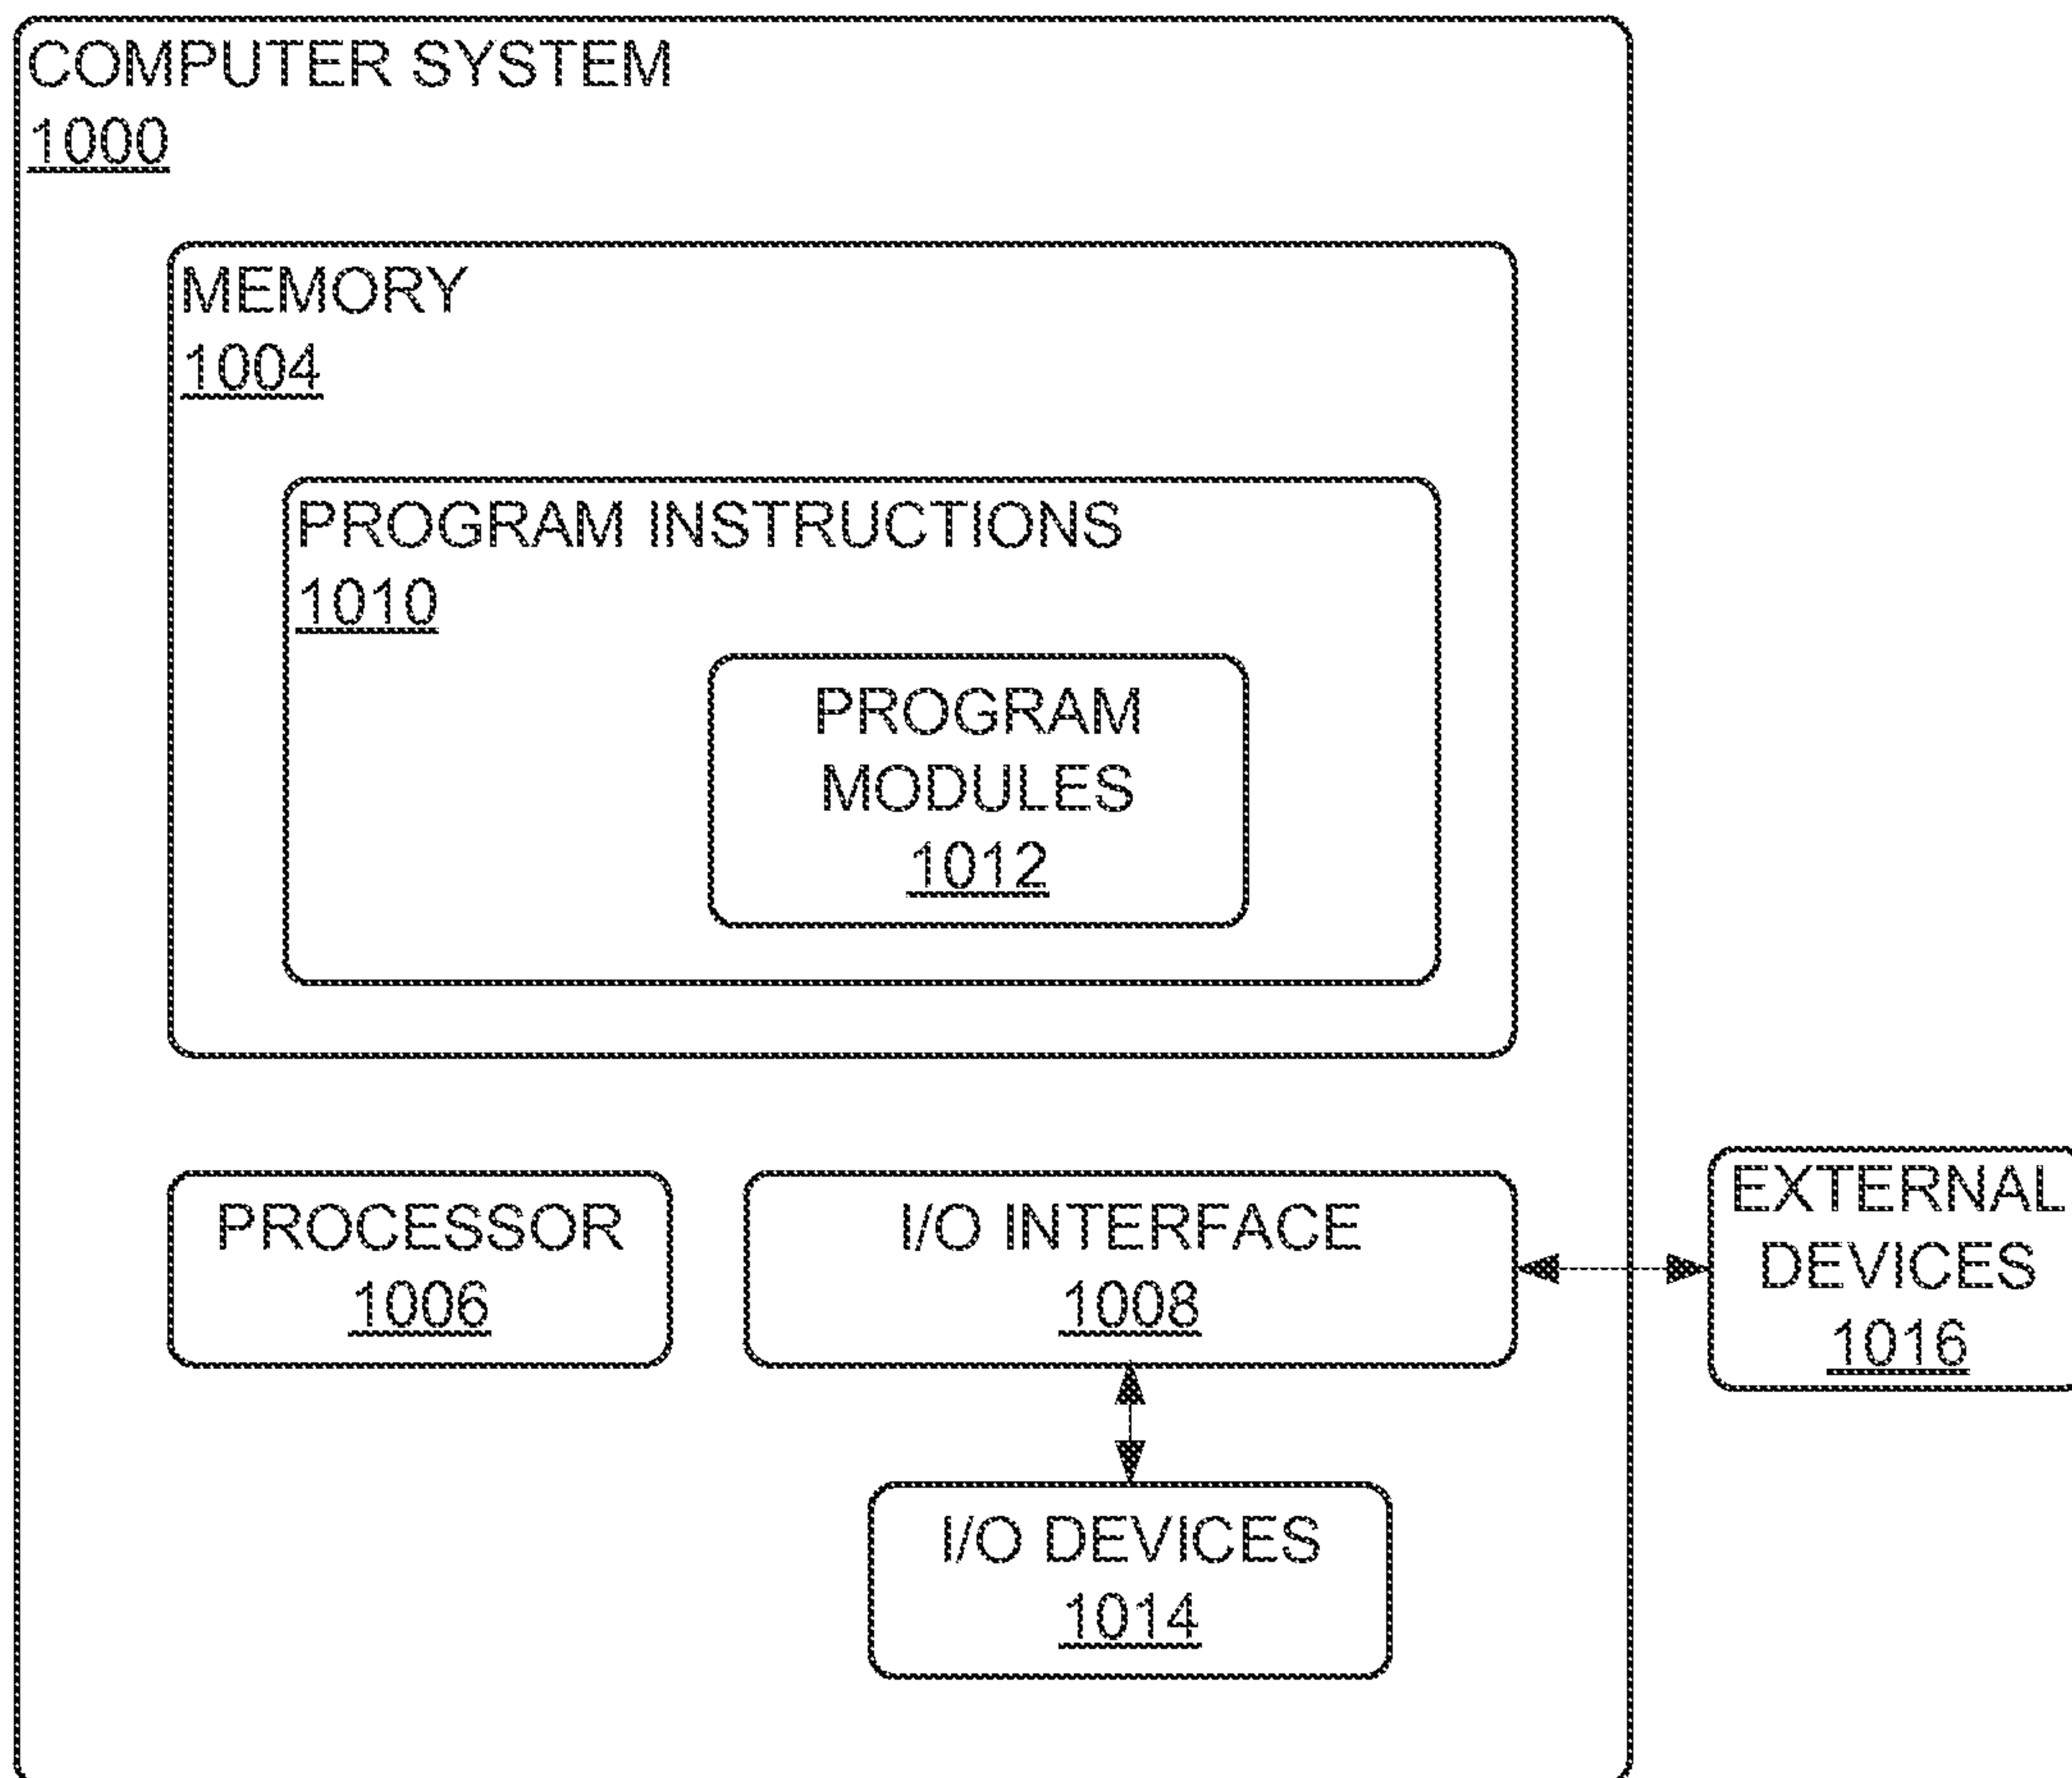 COMPUTER SYSTEM
1000
MEMORY
1004
PROGRAM INSTRUCTIONS
1010
PROGRAM
MODULES
1012
PROCESSOR
1006
I/O INTERFACE
1008
EXTERNAL
DEVICES
1016
I/O DEVICES
1014